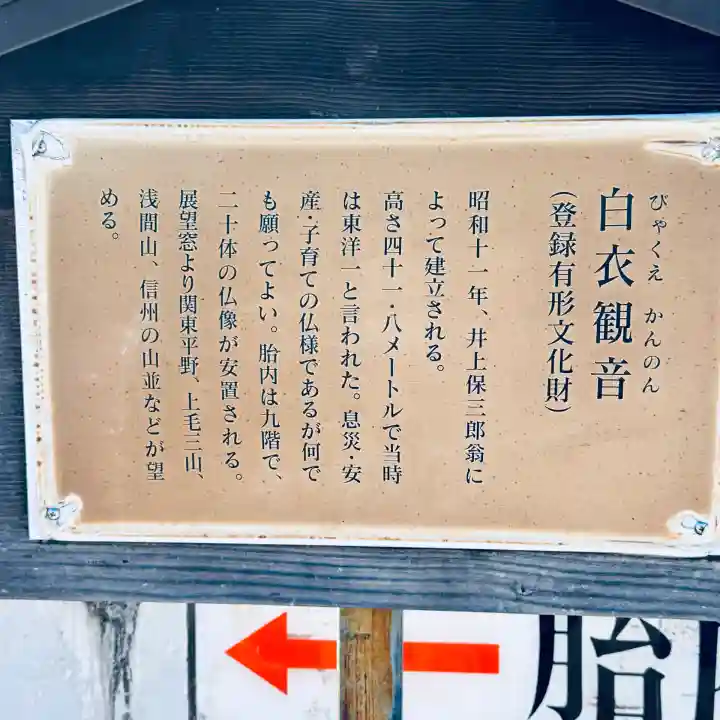 びゃくえ かんのん
白衣観音
（登録有形文化財）
昭和十一年、井上保三郎翁に
よって建立される。
高さ四十一・八メートルで当時
は東洋一と言われた。息災・安
産・子育ての仏様であるが何で
も願ってよい。胎内は九階で、
二十体の仏像が安置される。
展望窓より関東平野、上毛三山、
浅間山、信州の山並などが望
める。
胎